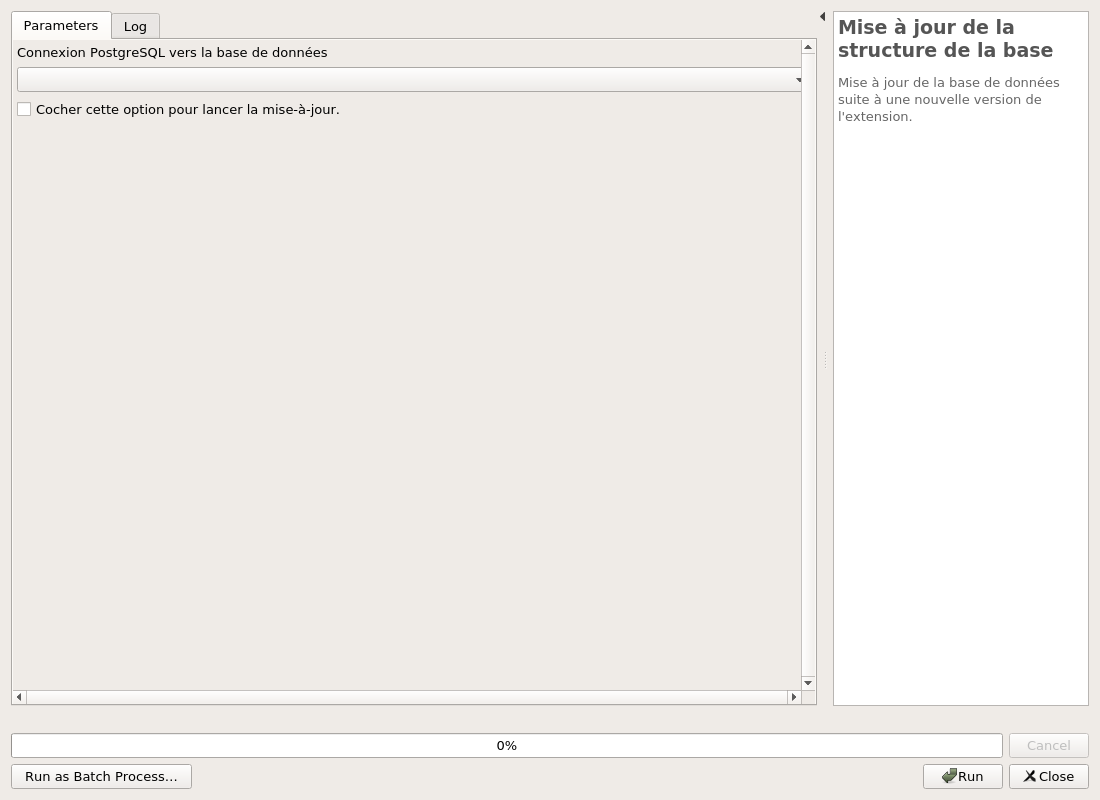 Parameters
Log
Connexion PostgreSQL vers la base de données
Cocher cette option pour lancer la mise-à-jour.
Mise à jour de la
structure de la base
Mise à jour de la base de données
suite à une nouvelle version de
l'extension.
0%
Cancel
Run as Batch Process…
Run
Close